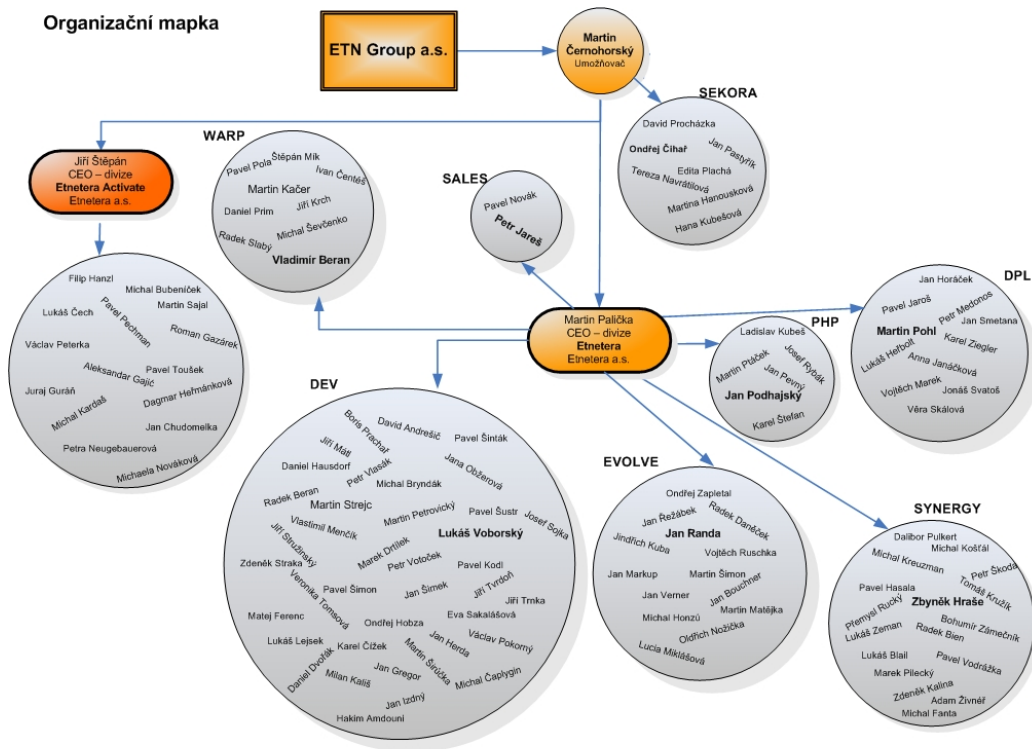 Organizační mapka
ETN Group a.s.
Martin
Černohorský
Umožňovač
SEKORA
David Procházka
Jan Pastyřík
Ondřej Čihař
Edita Plachá
Tereza Navrátilová
Martina Hanousková
Hana Kubešová
WARP
Štěpán Mík
Pavel Pola
Ivan Čentéš
Martin Kačer
Jiří Krch
Daniel Prim
Michal Ševčenko
Radek Slabý
Vladimír Beran
SALES
Pavel Novák
Petr Jareš
Jiří Štěpán
CEO – divize
Etnetera Activate
Etnetera a.s.
Filip Hanzl
Michal Bubeníček
Martin Sajal
Lukáš Čech
Pavel Pechman
Roman Gazárek
Václav Peterka
Pavel Toušek
Aleksandar Gajić
Dagmar Heřmánková
Juraj Guráň
Michal Kardaš
Jan Chudomelka
Petra Neugebauerová
Michaela Nováková
Martin Palička
CEO – divize
Etnetera
Etnetera a.s.
DPL
Jan Horáček
Pavel Jaroš
Petr Medonos
Jan Smetana
Martin Pohl
Karel Ziegler
Lukáš Herbolt
Anna Janáčková
Vojtěch Marek
Jonáš Svatoš
Věra Skálová
PHP
Ladislav Kubeš
Josef Rybák
Martin Ptáček
Jan Pevný
Jan Podhajský
Karel Štefan
DEV
Boris Prachař
David Andrešič
Pavel Šinták
Jiří Mátl
Jana Obžerová
Daniel Hausdorf
Petr Vlasák
Michal Bryndák
Radek Beran
Martin Strejc
Martin Petrovický
Pavel Šustr
Josef Sojka
Vlastimil Menčík
Lukáš Voborský
Jiří Stružinský
Marek Drtílek
Petr Votoček
Pavel Kodl
Zdeněk Straka
Veronika Tomsová
Pavel Šimon
Jan Šimek
Jiří Tvrdoň
Jiří Trnka
Matej Ferenc
Eva Sakalášová
Ondřej Hobza
Lukáš Lejsek
Karel Čížek
Jan Herda
Václav Pokorný
Daniel Dvořák
Martin Širůčka
Milan Kališ
Jan Gregor
Michal Čaplygin
Jan Izdný
Hakim Amdouni
EVOLVE
Ondřej Zapletal
Radek Daněček
Jan Řežábek
Jan Randa
Jindřich Kuba
Vojtěch Ruschka
Jan Markup
Martin Šimon
Jan Bouchner
Jan Verner
Michal Honzů
Martin Matějka
Oldřich Nožička
Lucia Miklášová
SYNERGY
Dalibor Pulkert
Michal Košťál
Michal Kreuzman
Petr Škoda
Tomáš Kružík
Pavel Hasala
Zbyněk Hraše
Přemysl Rucký
Bohumír Zámečník
Lukáš Zeman
Radek Bien
Lukáš Blail
Pavel Vodrážka
Marek Pilecký
Zdeněk Kalina
Adam Živnéř
Michal Fanta